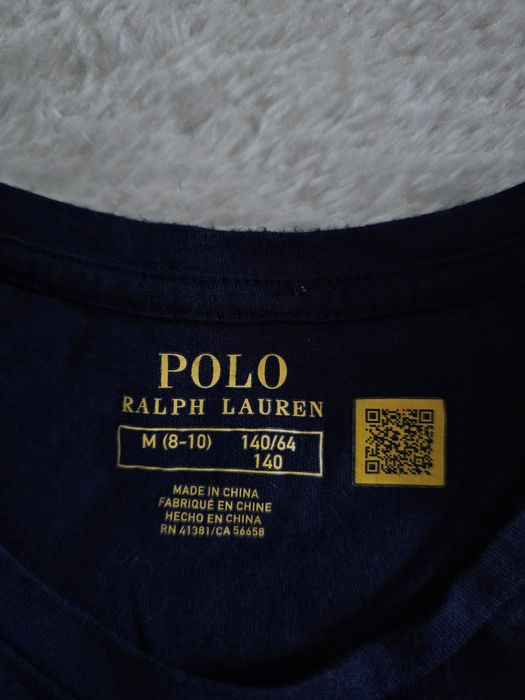 POLO
RALPH LAUREN
M (8-10) 140/64
140
MADE IN CHINA
FABRIQUÉ EN CHINE
HECHO EN CHINA
RN 41381/CA 56658